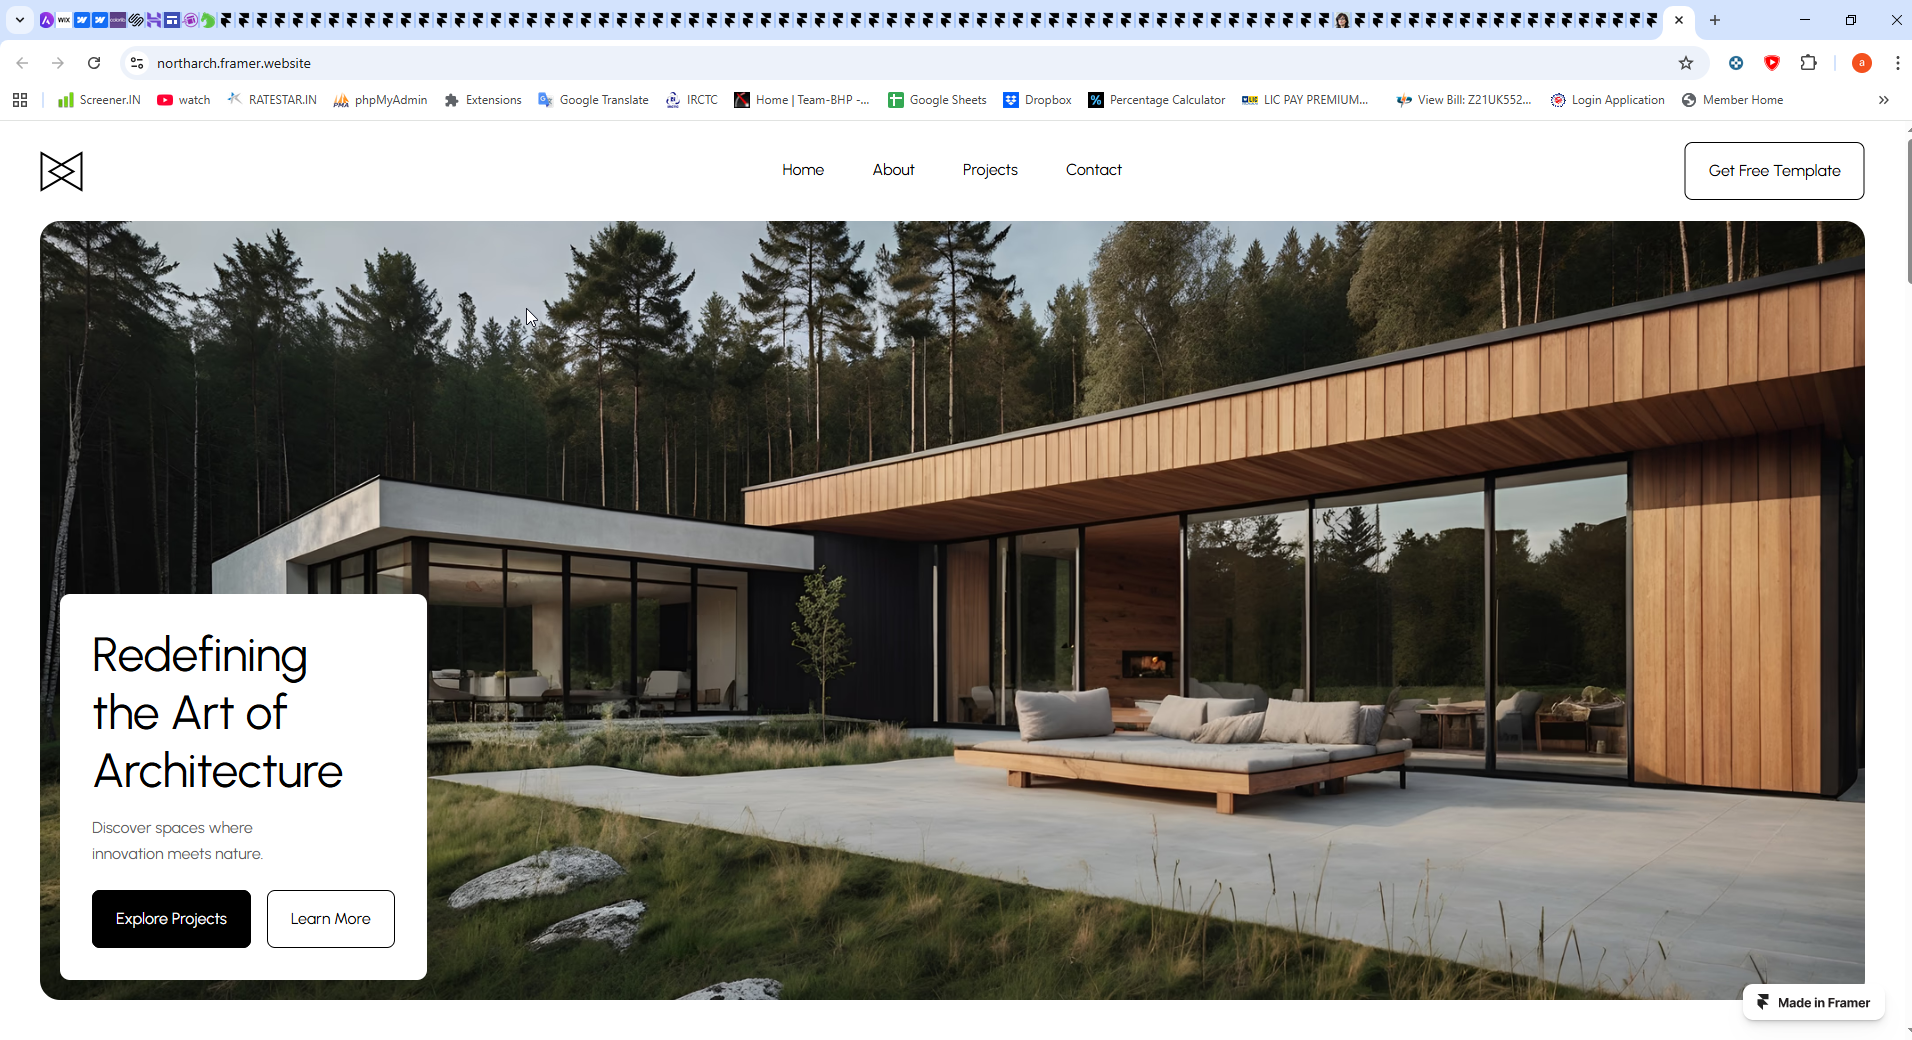 WIX
northarch.framer.website
a
Screener.IN
watch
RATESTAR.IN
phpMyAdmin
Extensions
Google Translate
IRCTC
Home | Team-BHP -...
Google Sheets
Dropbox
Percentage Calculator
LIC PAY PREMIUM...
View Bill: Z21UK552...
Login Application
Member Home
Home
About
Projects
Contact
Get Free Template
Redefining
the Art of
Architecture
Discover spaces where
innovation meets nature.
Explore Projects
Learn More
Made in Framer